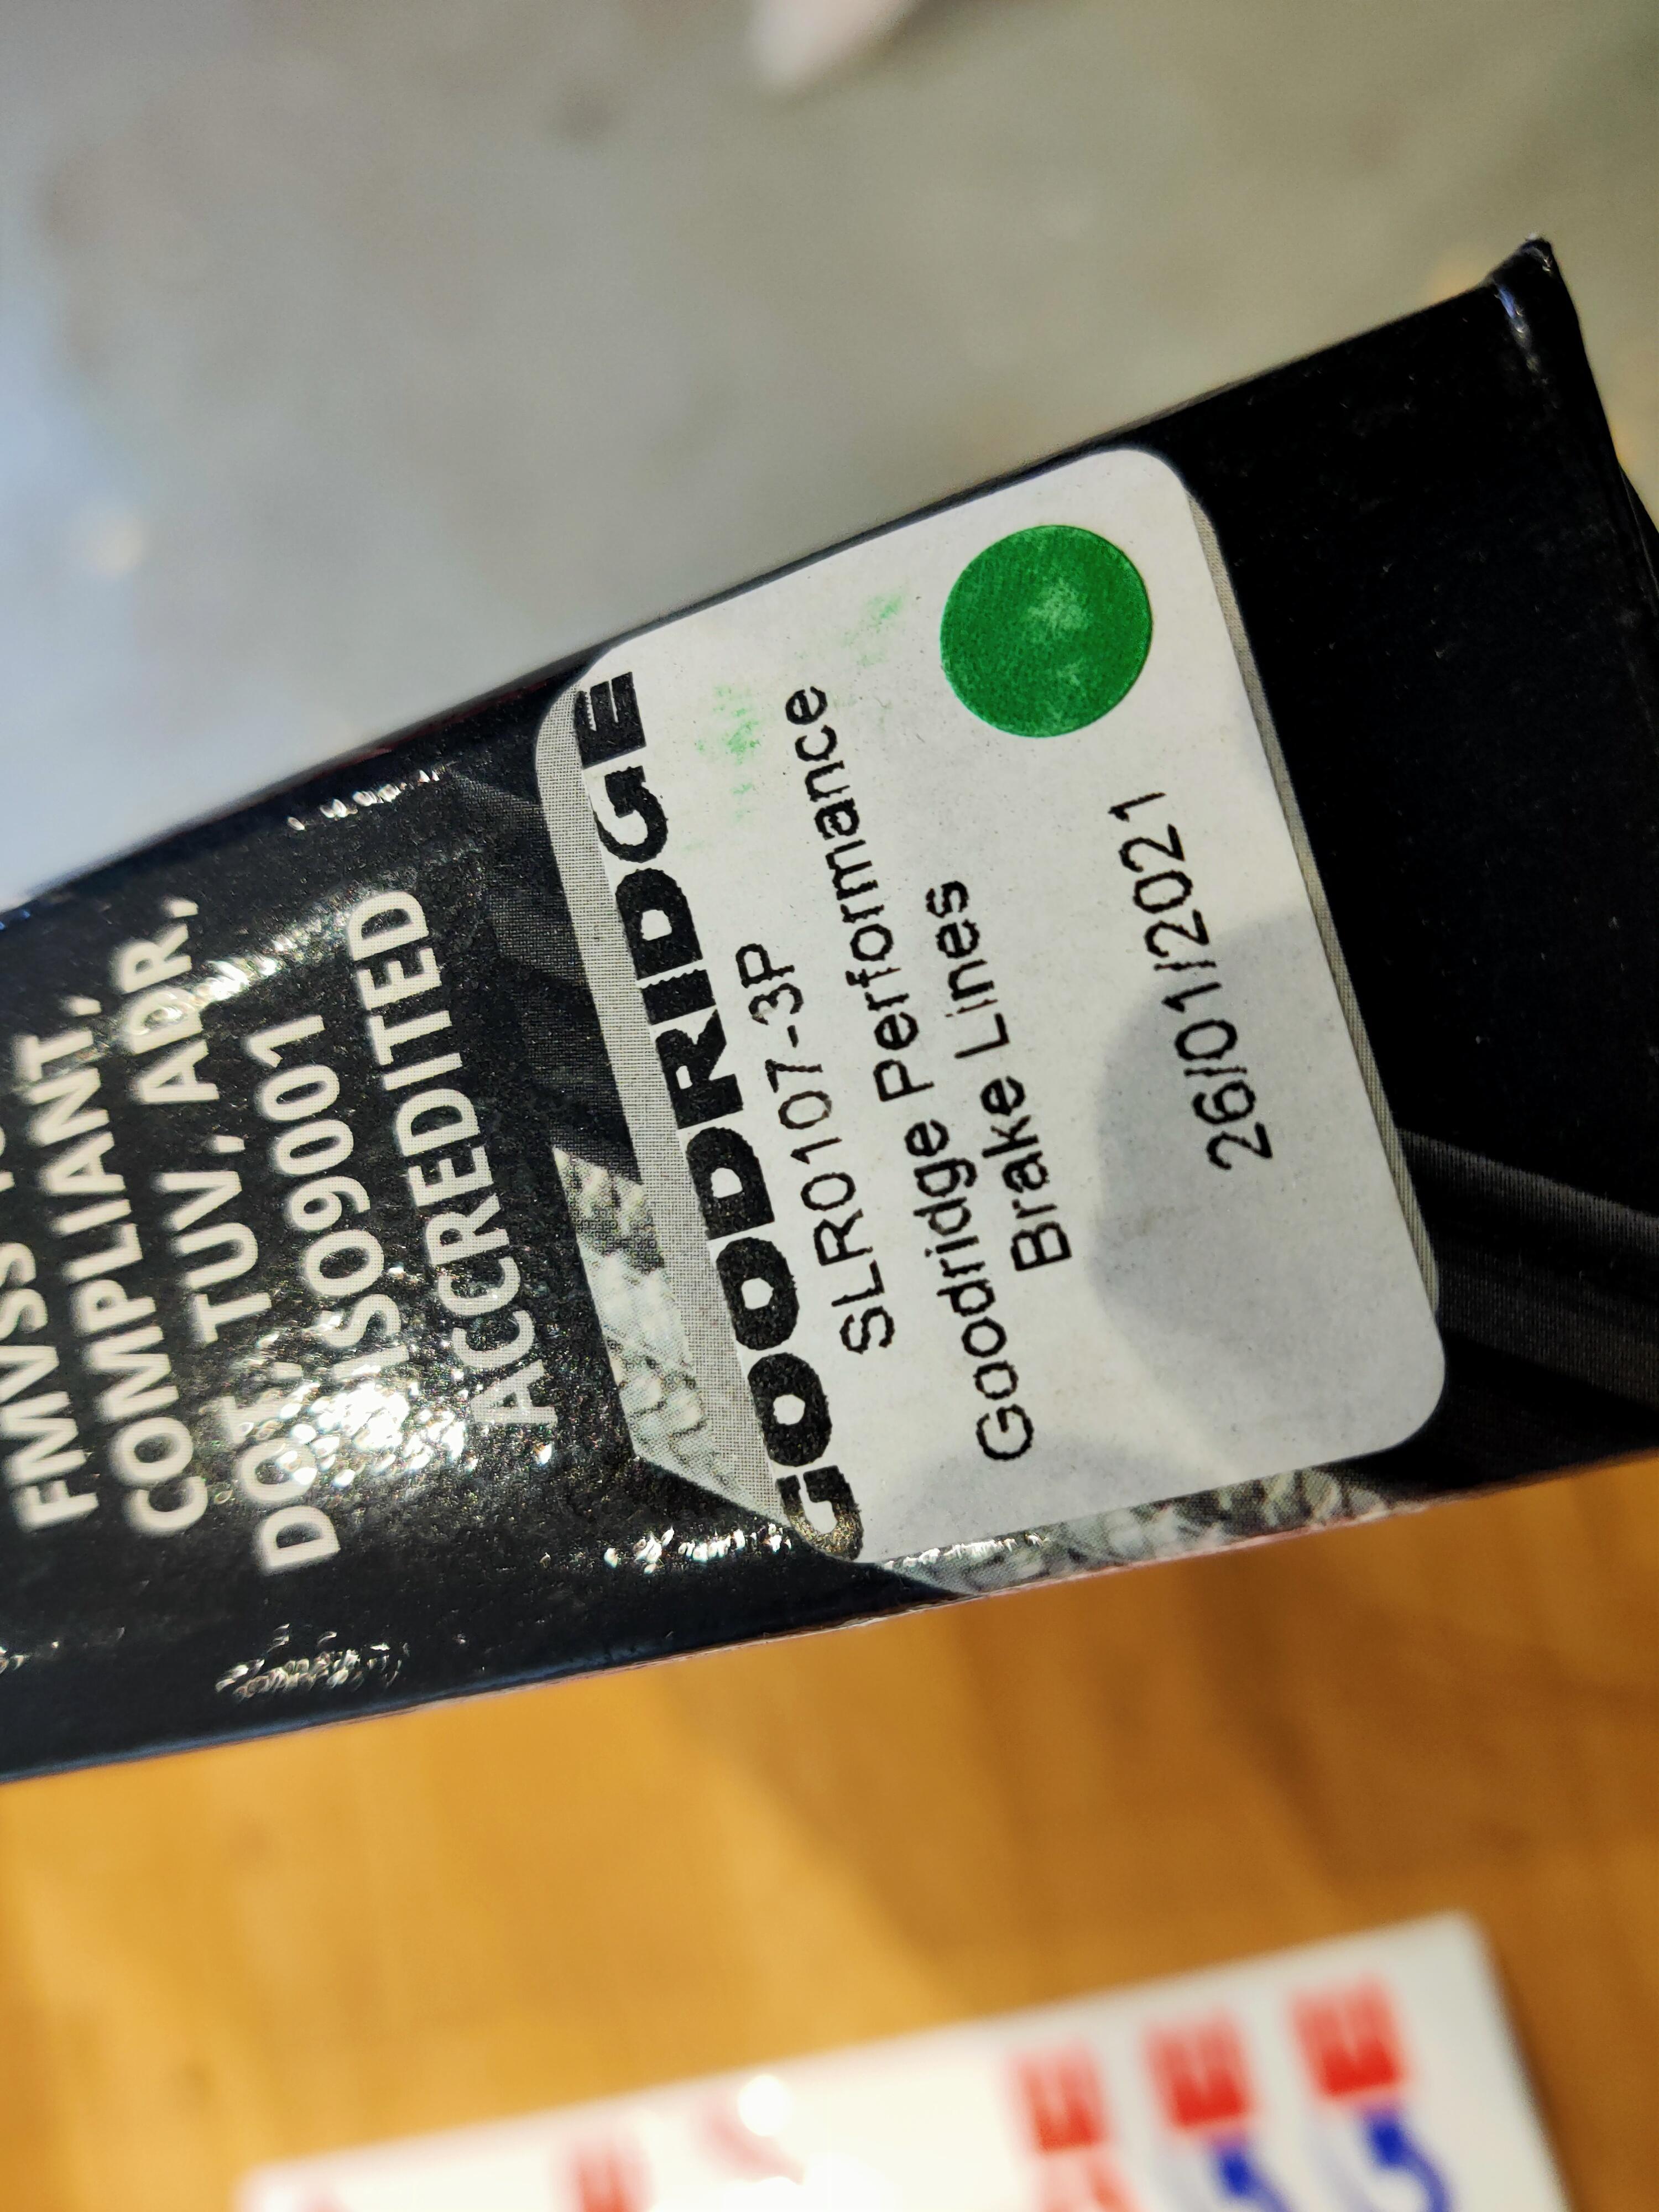 FMVSS
COMPLIANT,
TUV, ADR,
DOT, ISO9001
ACCREDITED
GOODRIDGE
SLR0107-3P
Goodridge Performance
Brake Lines
26/01/2021